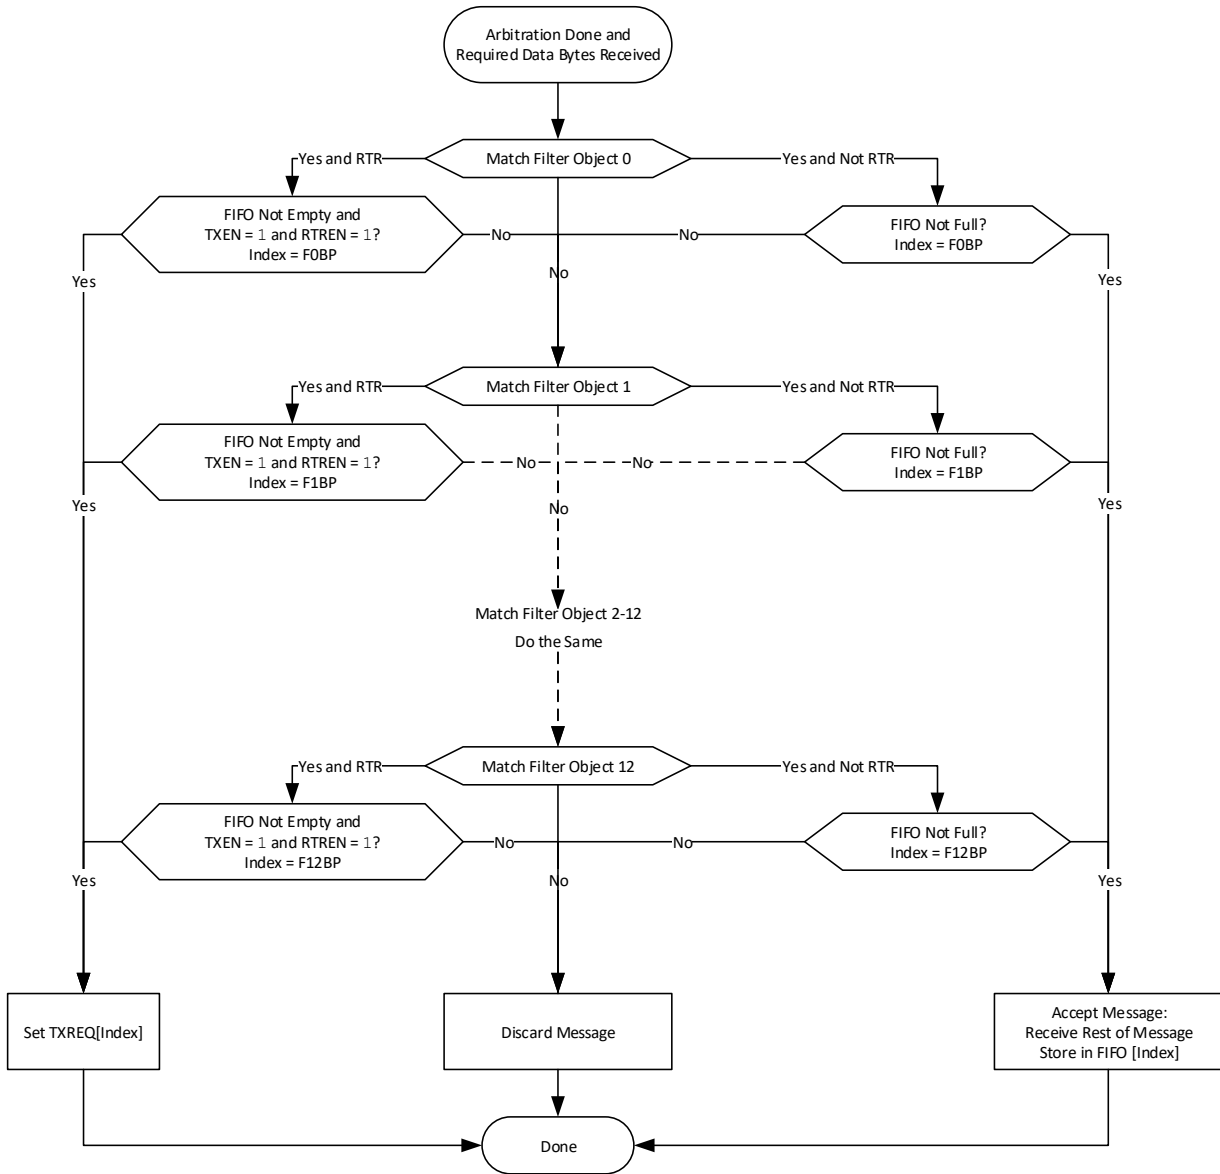 Arbitration Done and
Required Data Bytes Received
Yes and RTR
Match Filter Object 0
Yes and Not RTR
FIFO Not Empty and
TXEN = 1 and RTREN = 1?
Index = F0BP
No
No
FIFO Not Full?
Index = F0BP
Yes
No
Yes
Yes and RTR
Match Filter Object 1
Yes and Not RTR
FIFO Not Empty and
TXEN = 1 and RTREN = 1?
Index = F1BP
No
No
FIFO Not Full?
Index = F1BP
Yes
No
Yes
Match Filter Object 2-12
Do the Same
Yes and RTR
Match Filter Object 12
Yes and Not RTR
FIFO Not Empty and
TXEN = 1 and RTREN = 1?
Index = F12BP
No
No
FIFO Not Full?
Index = F12BP
Yes
No
Yes
Set TXREQ[Index]
Discard Message
Accept Message:
Receive Rest of Message
Store in FIFO [Index]
Done